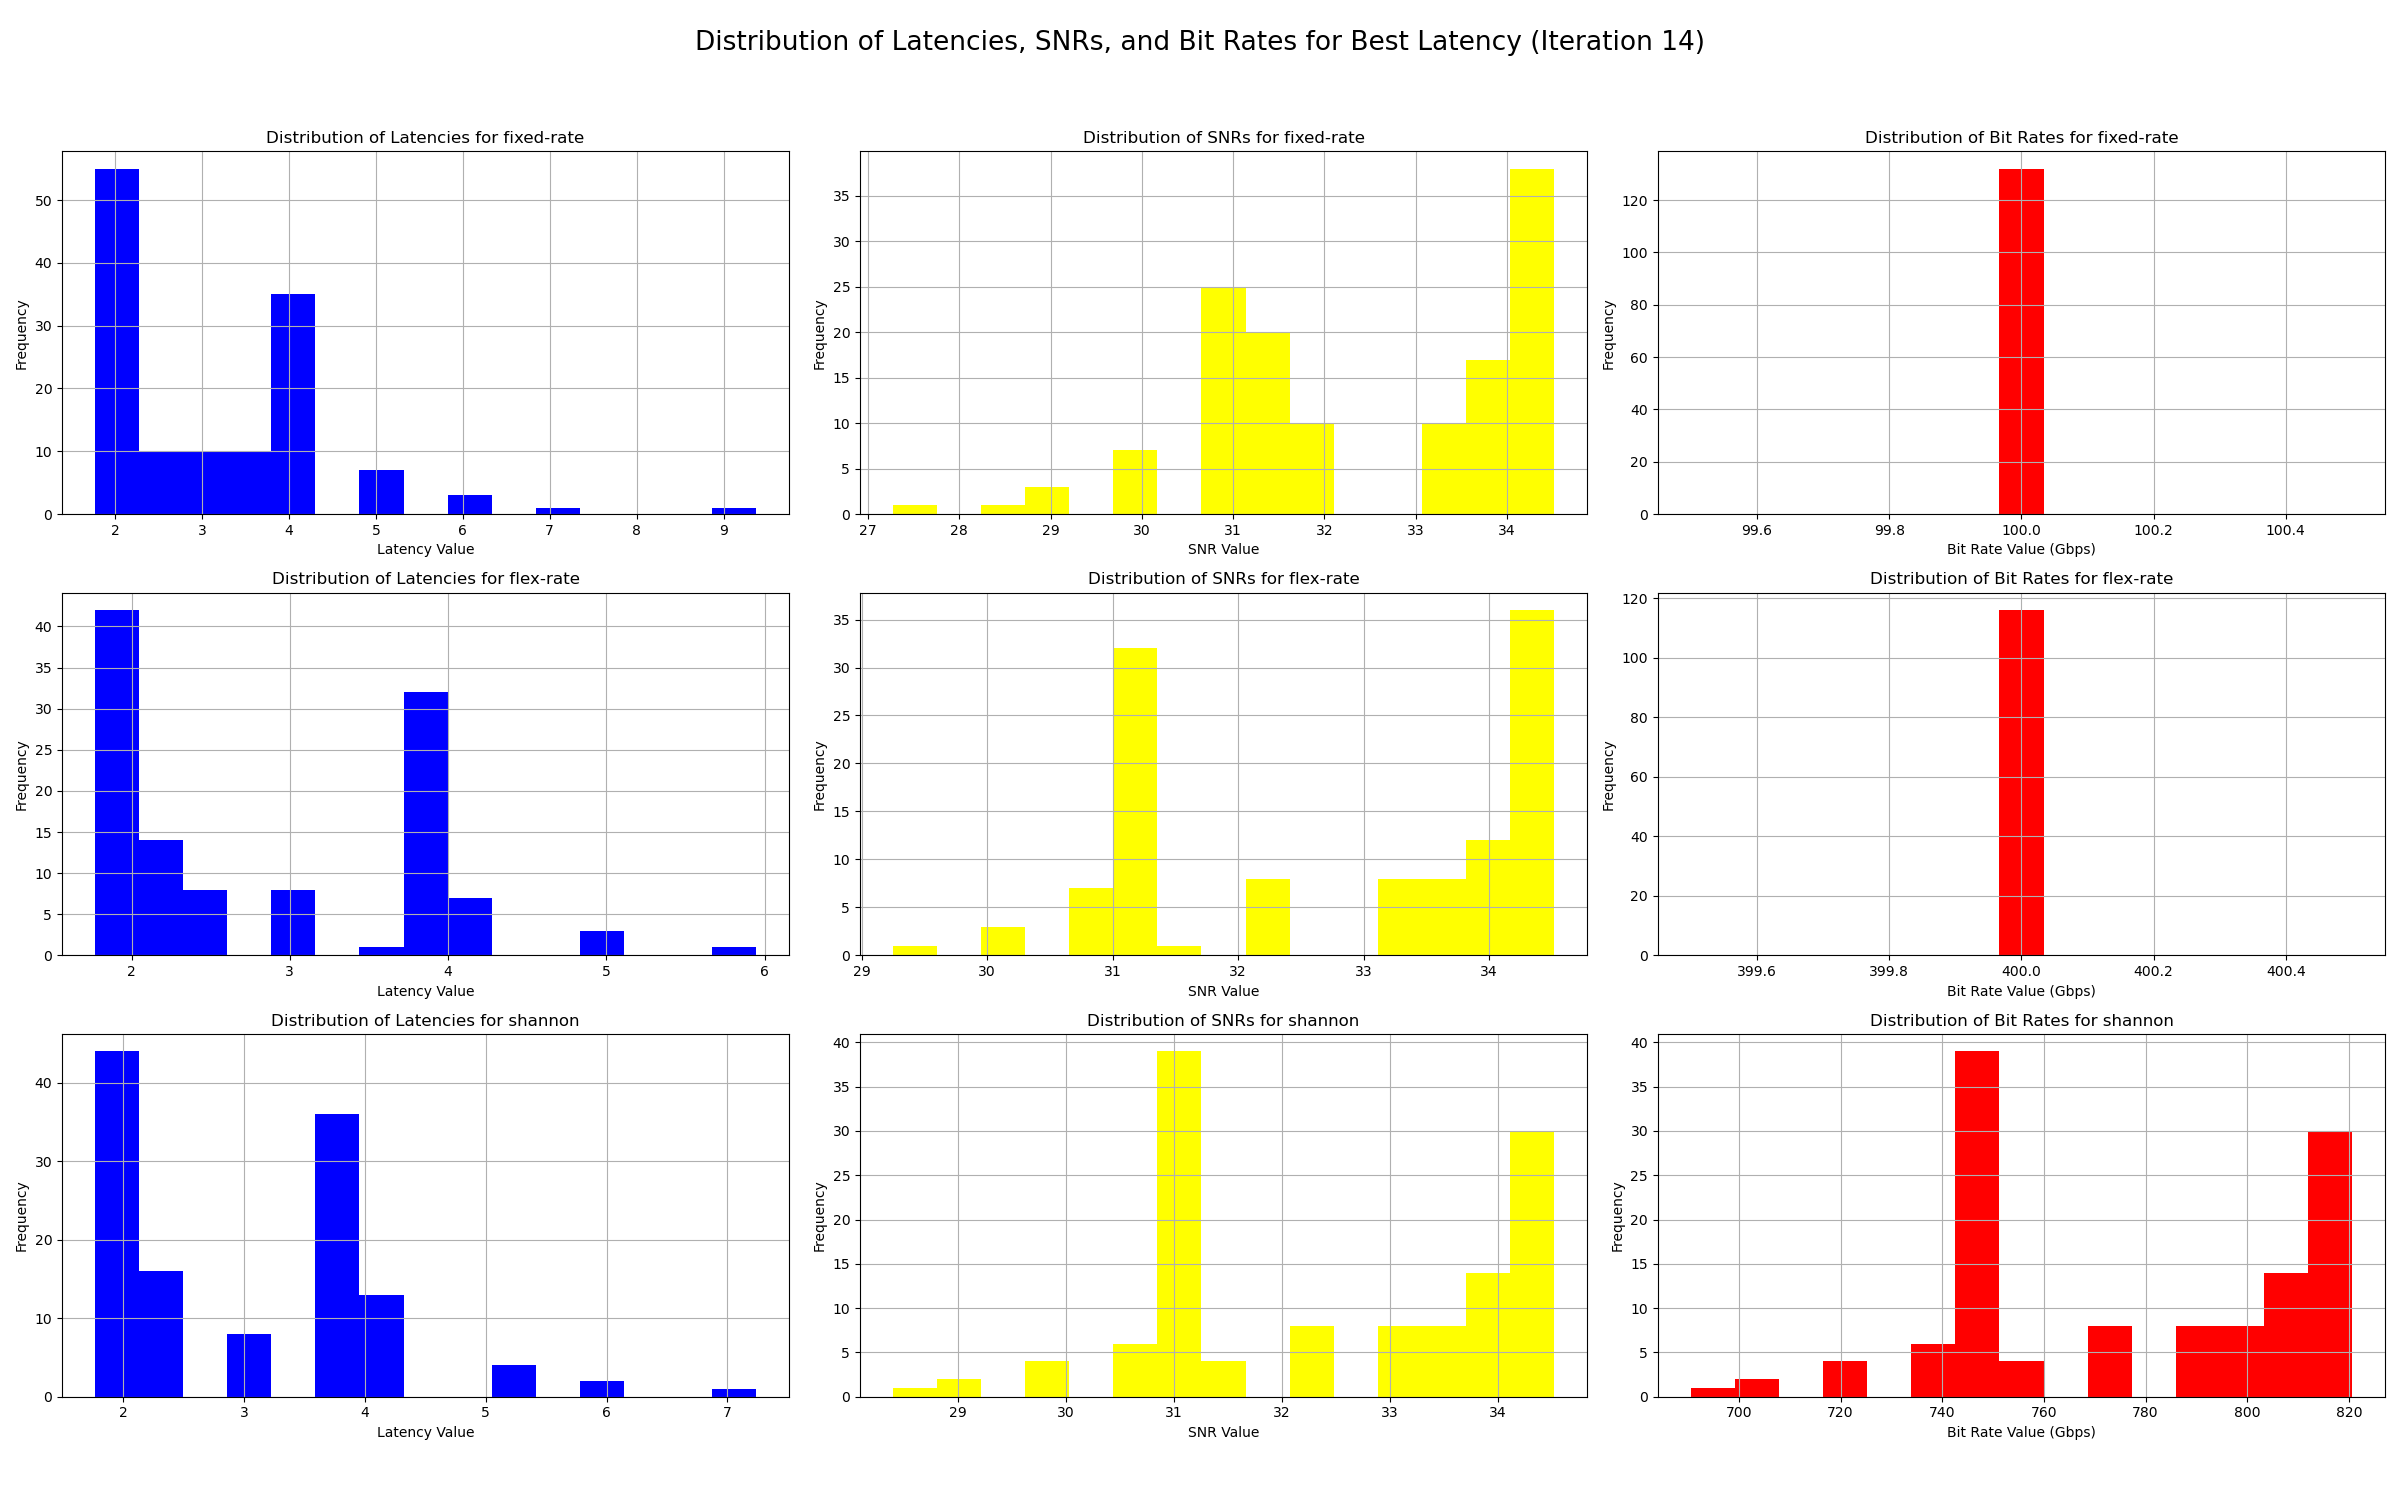 Distribution of Latencies, SNRs, and Bit Rates for Best Latency (Iteration 14)
Distribution of Latencies for fixed-rate
Frequency
50
40
30
20
10
0
2 3 4 5 6 7 8 9
Latency Value
Distribution of SNRs for fixed-rate
Frequency
35
30
25
20
15
10
5
0
27 28 29 30 31 32 33 34
SNR Value
Distribution of Bit Rates for fixed-rate
Frequency
120
100
80
60
40
20
0
99.6 99.8 100.0 100.2 100.4
Bit Rate Value (Gbps)
Distribution of Latencies for flex-rate
Frequency
40
35
30
25
20
15
10
5
0
2 3 4 5 6
Latency Value
Distribution of SNRs for flex-rate
Frequency
35
30
25
20
15
10
5
0
29 30 31 32 33 34
SNR Value
Distribution of Bit Rates for flex-rate
Frequency
120
100
80
60
40
20
0
399.6 399.8 400.0 400.2 400.4
Bit Rate Value (Gbps)
Distribution of Latencies for shannon
Frequency
40
30
20
10
0
2 3 4 5 6 7
Latency Value
Distribution of SNRs for shannon
Frequency
40
35
30
25
20
15
10
5
0
29 30 31 32 33 34
SNR Value
Distribution of Bit Rates for shannon
Frequency
40
35
30
25
20
15
10
5
0
700 720 740 760 780 800 820
Bit Rate Value (Gbps)